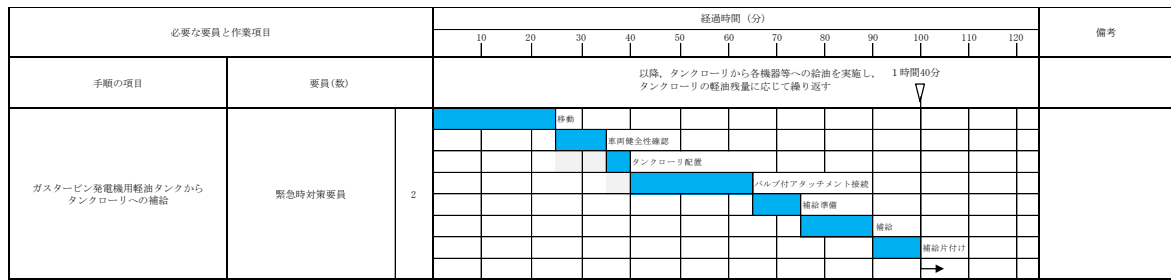 必要な要員と作業項目
経過時間（分）
備考
10 20 30 40 50 60 70 80 90 100 110 120
手順の項目
要員(数)
以降，タンクローリから各機器等への給油を実施し，
タンクローリの軽油残量に応じて繰り返す
１時間40分
ガスタービン発電機用軽油タンクから
タンクローリへの補給
緊急時対策要員
2
移動
車両健全性確認
タンクローリ配置
バルブ付アタッチメント接続
補給準備
補給
補給片付け